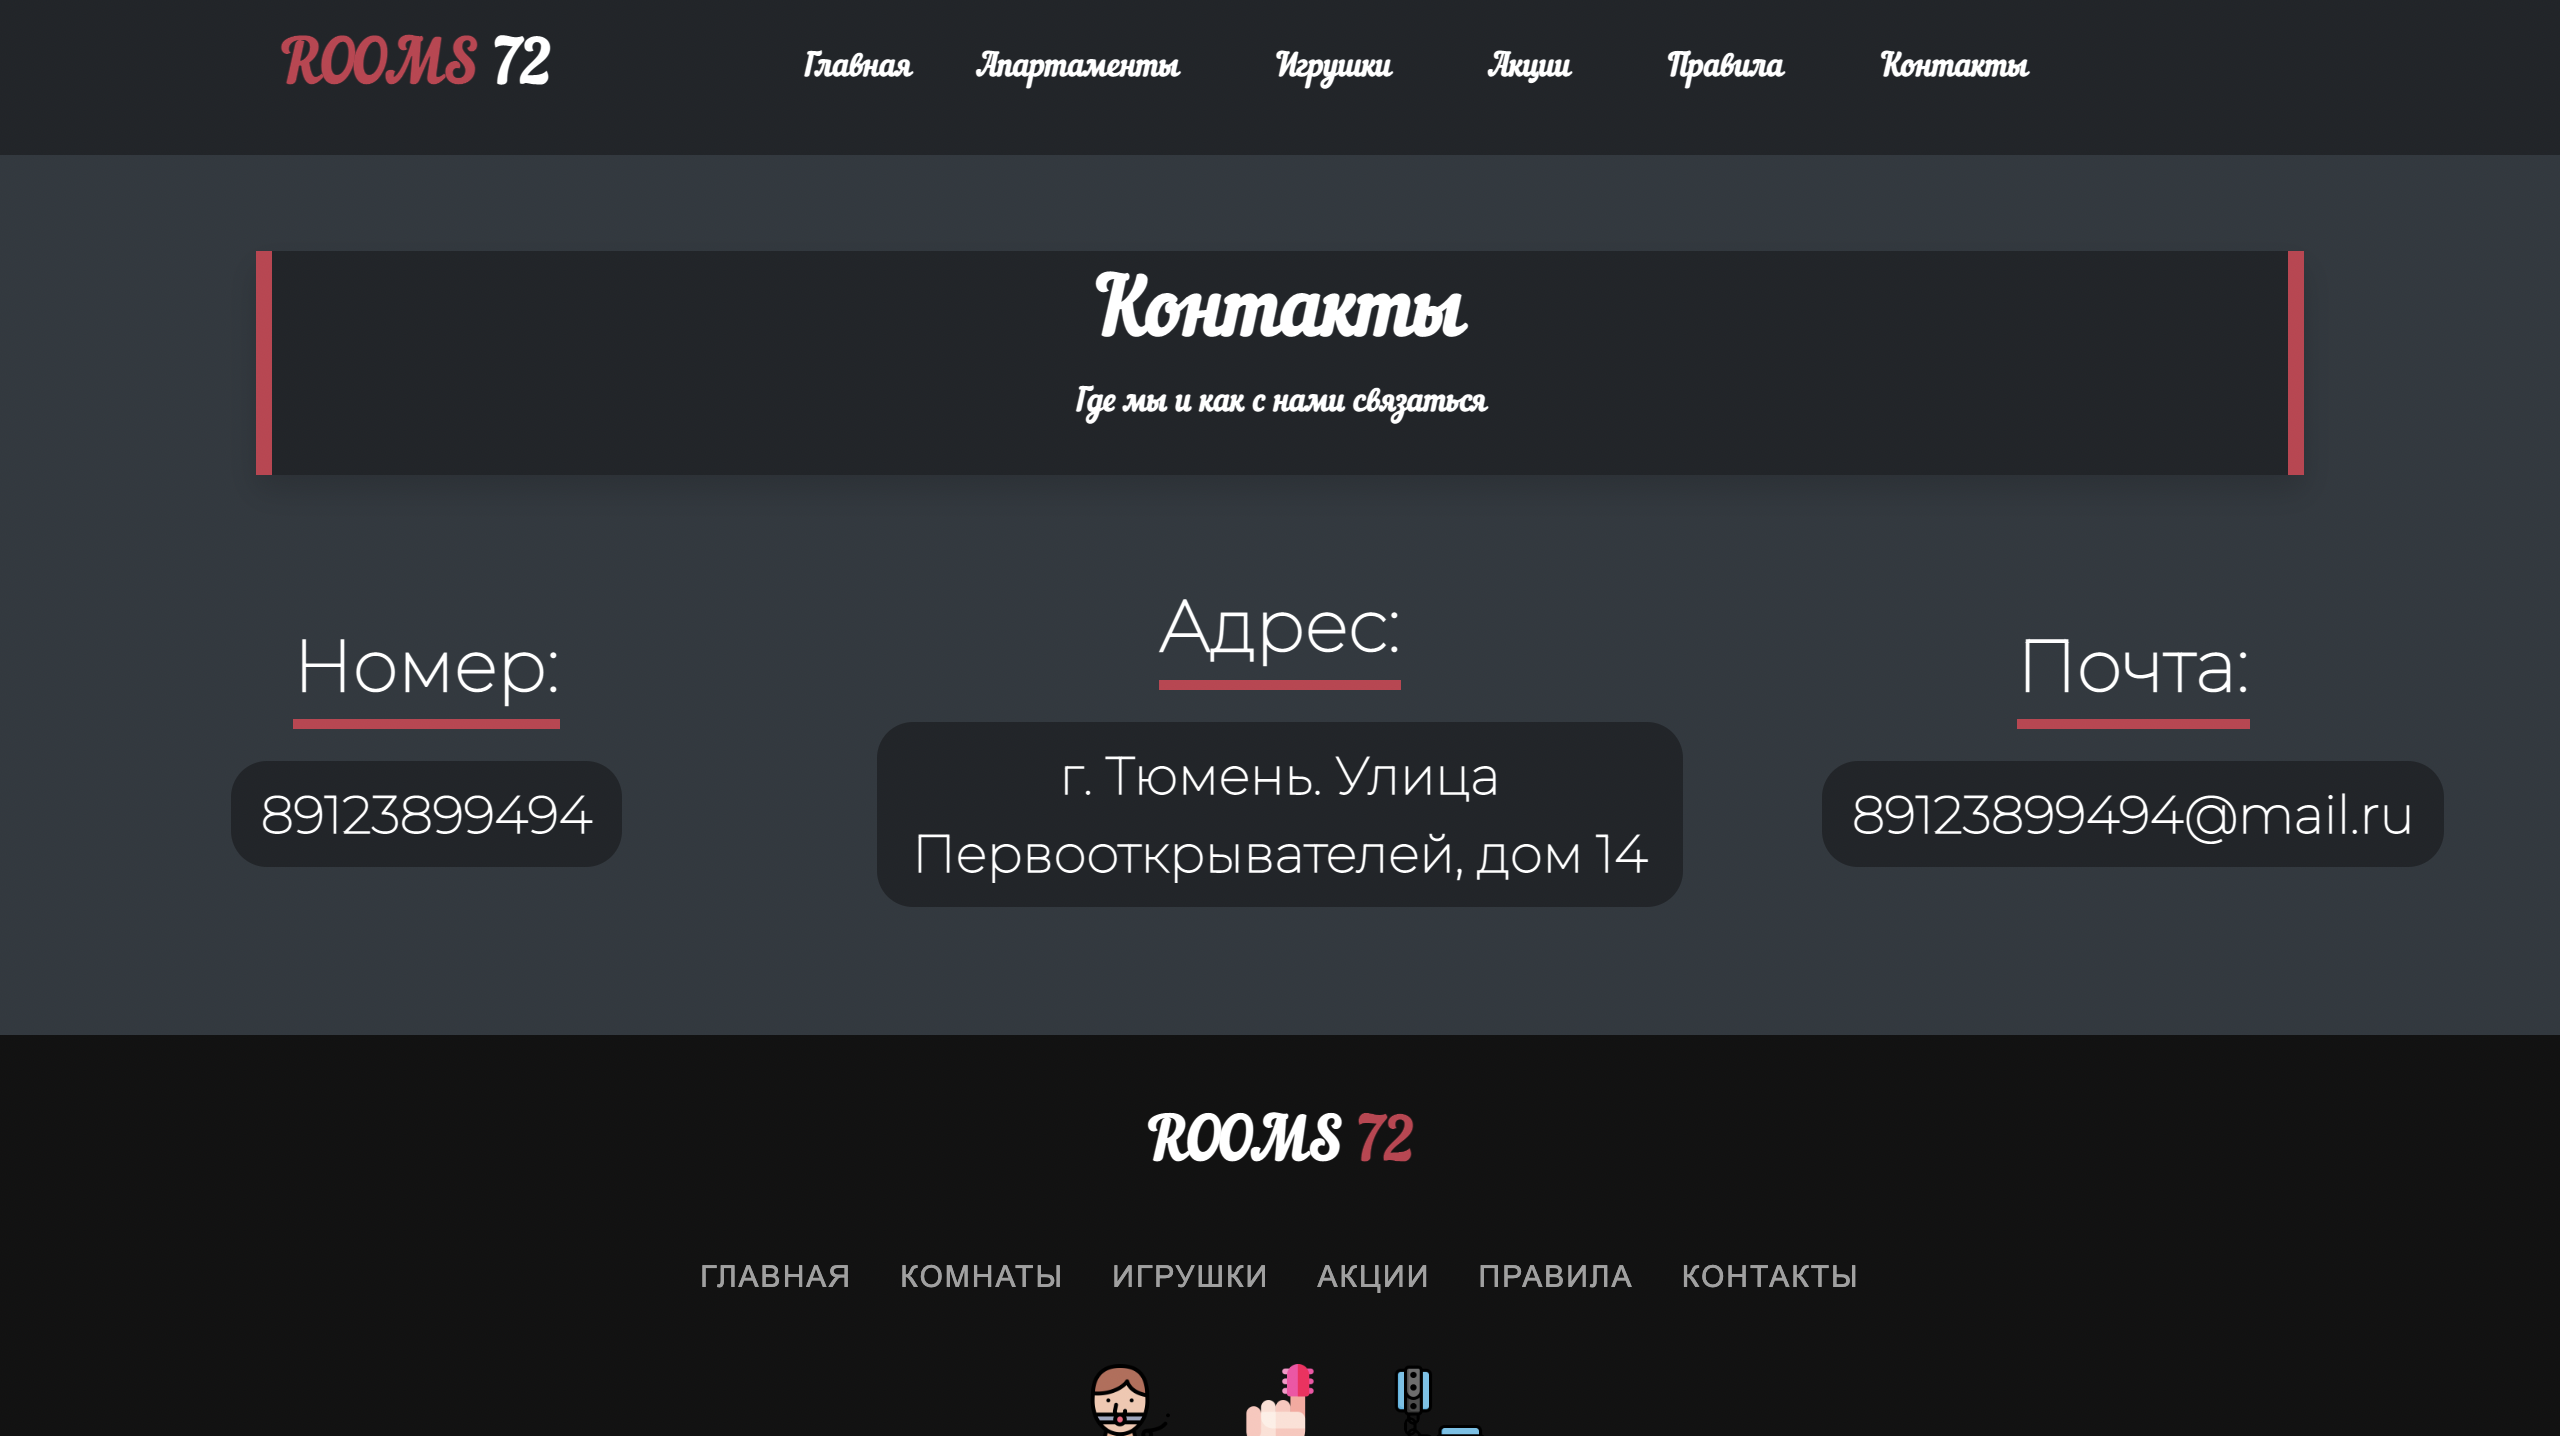 ROOMS 72
Главная Апартаменты Игрушки Акции Правила Контакты
Контакты
Где мы и как с нами связаться
Номер:
89123899494
Адрес:
г. Тюмень. Улица
Первооткрывателей, дом 14
Почта:
89123899494@mail.ru
ROOMS 72
ГЛАВНАЯ КОМНАТЫ ИГРУШКИ АКЦИИ ПРАВИЛА КОНТАКТЫ